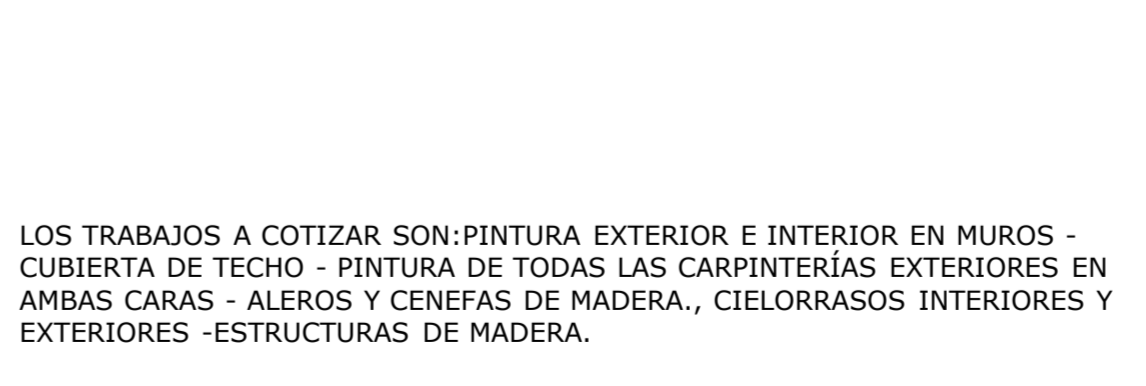 LOS TRABAJOS A COTIZAR SON:PINTURA EXTERIOR E INTERIOR EN MUROS -
CUBIERTA DE TECHO - PINTURA DE TODAS LAS CARPINTERÍAS EXTERIORES EN
AMBAS CARAS - ALEROS Y CENEFAS DE MADERA., CIELORRASOS INTERIORES Y
EXTERIORES -ESTRUCTURAS DE MADERA.